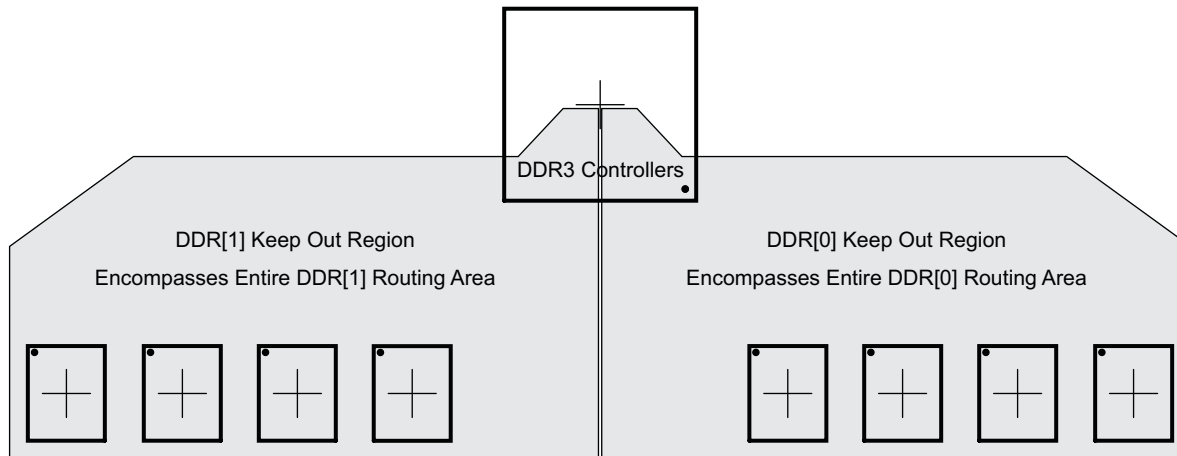 DDR3 Controllers
DDR[1] Keep Out Region
Encompasses Entire DDR[1] Routing Area
DDR[0] Keep Out Region
Encompasses Entire DDR[0] Routing Area